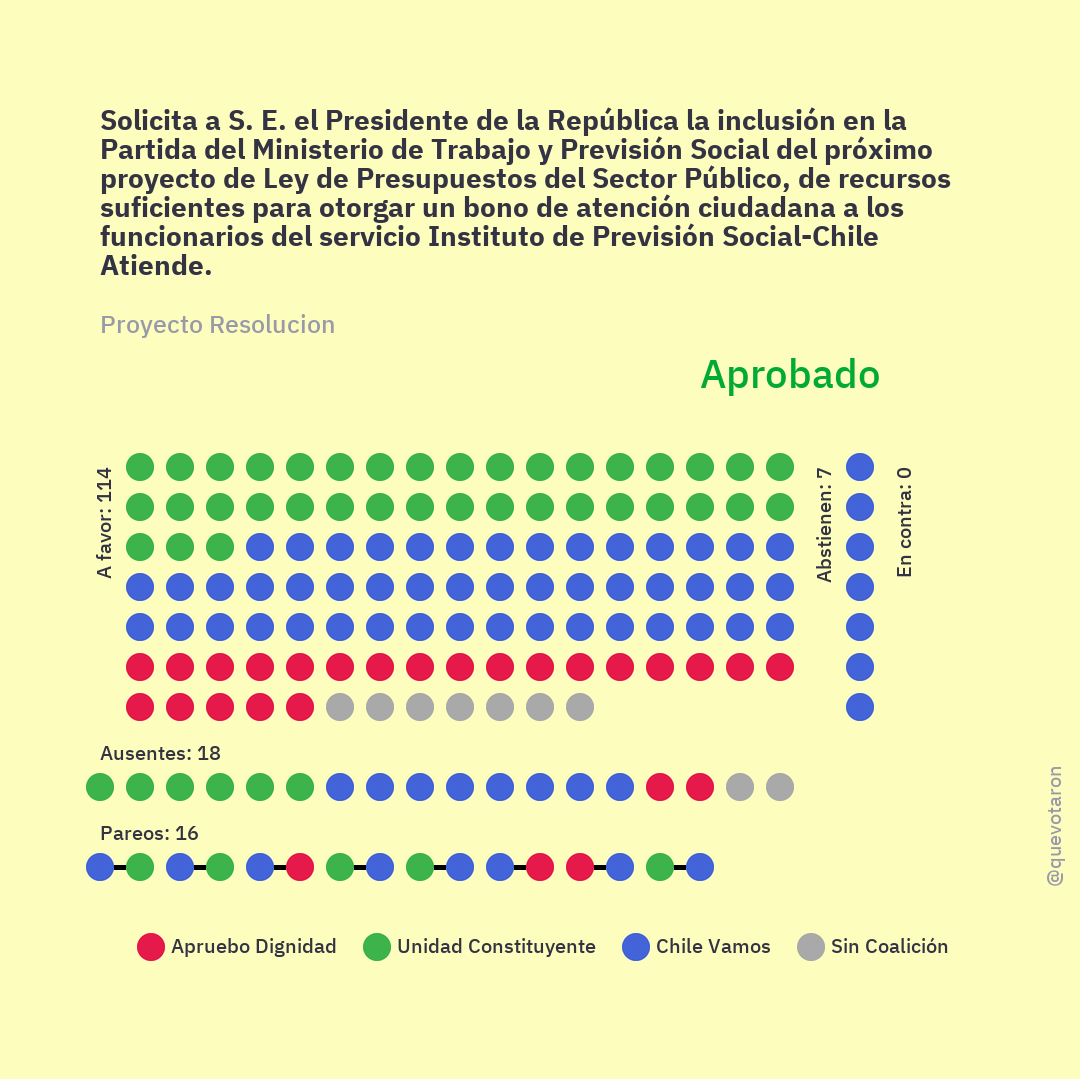 Solicita a S. E. el Presidente de la República la inclusión en la
Partida del Ministerio de Trabajo y Previsión Social del próximo
proyecto de Ley de Presupuestos del Sector Público, de recursos
suficientes para otorgar un bono de atención ciudadana a los
funcionarios del servicio Instituto de Previsión Social-Chile
Atiende.
Proyecto Resolucion
Aprobado
A favor: 114
Abstienen: 7
En contra: 0
Ausentes: 18
Pareos: 16
@quevotaron
Apruebo Dignidad
Unidad Constituyente
Chile Vamos
Sin Coalición